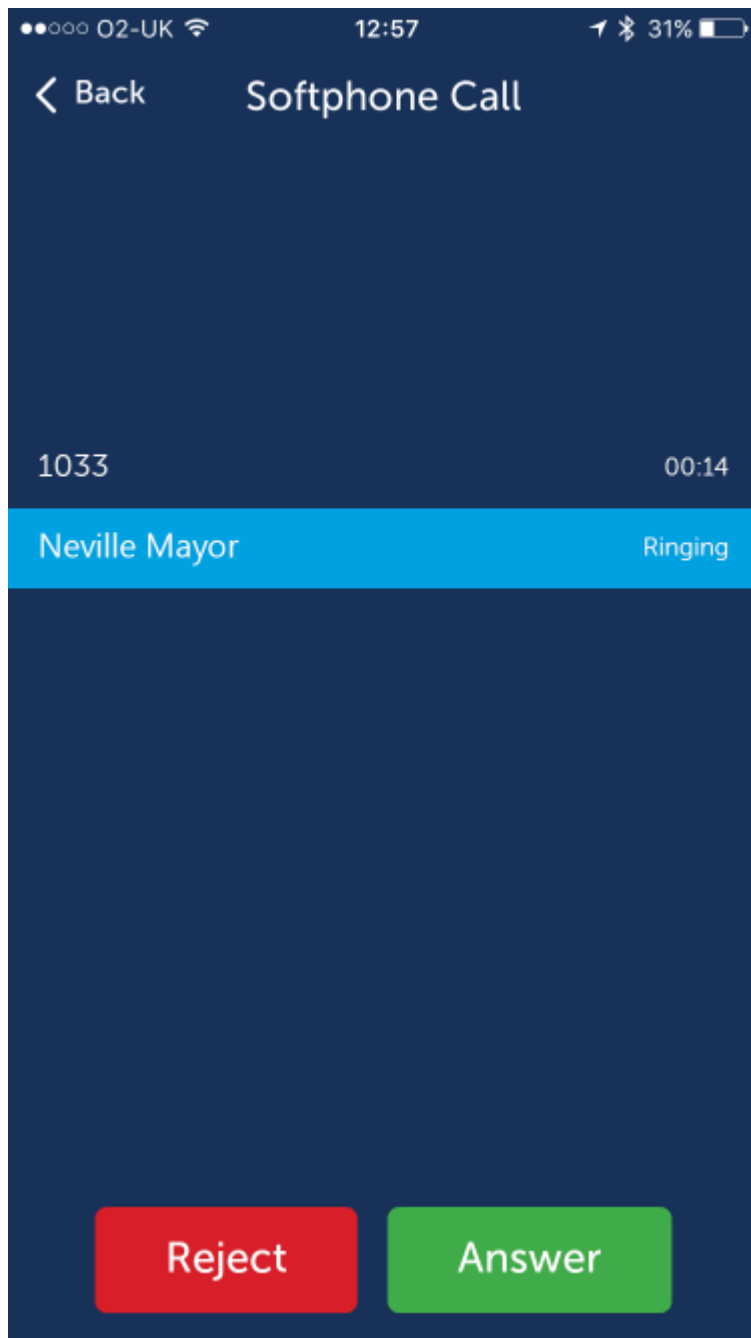 O2-UK 12:57 31%
Back Softphone Call
1033 00:14
Neville Mayor Ringing
Reject Answer